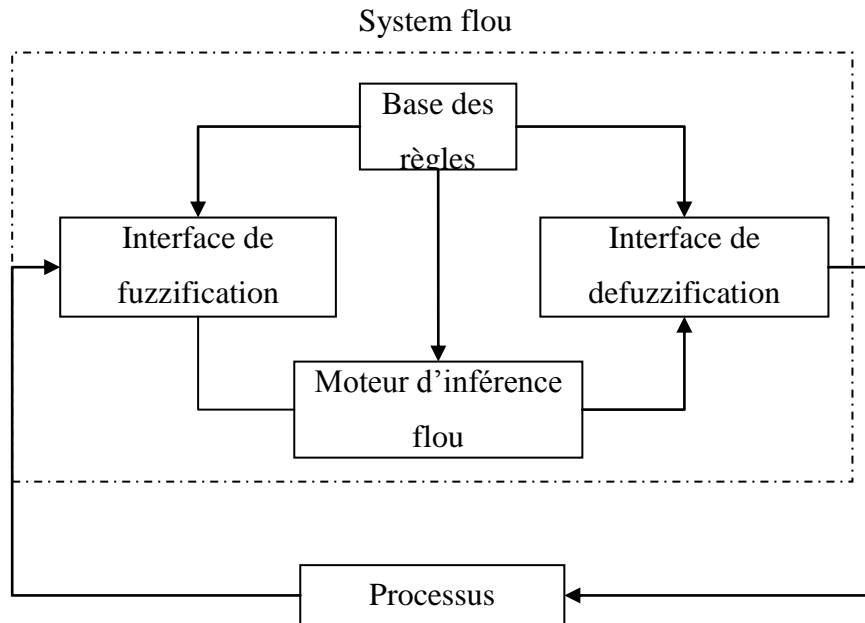 System flou
Base des
règles
Interface de
fuzzification
Interface de
defuzzification
Moteur d’inférence
flou
Processus